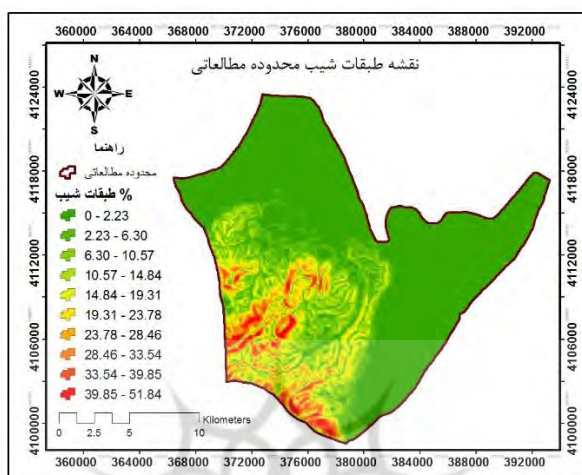 360000 364000 368000 372000 376000 380000 384000 388000 392000
نقشه طبقات شیب محدوده مطالعاتی
N
W E
S
راهنما
محدوده مطالعاتی
طبقات شیب %
0 - 2.23
2.23 - 6.30
6.30 - 10.57
10.57 - 14.84
14.84 - 19.31
19.31 - 23.78
23.78 - 28.46
28.46 - 33.54
33.54 - 39.85
39.85 - 51.84
Kilometers
0 2.5 5 10
4124000
4118000
4112000
4106000
4100000
4124000
4118000
4112000
4106000
4100000
360000 364000 368000 372000 376000 380000 384000 388000 392000